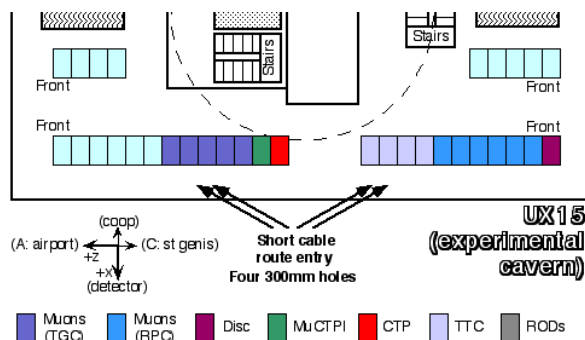 Stairs
Stairs
Front
Front
Front
Front
UX15
(experimental
cavern)
(coop)
(A: airport)
(C: st genis)
+z
+x
(detector)
Short cable
route entry
Four 300mm holes
Muons
(TGC)
Muons
(RPC)
Disc
MuCTPI
CTP
TTC
RODs